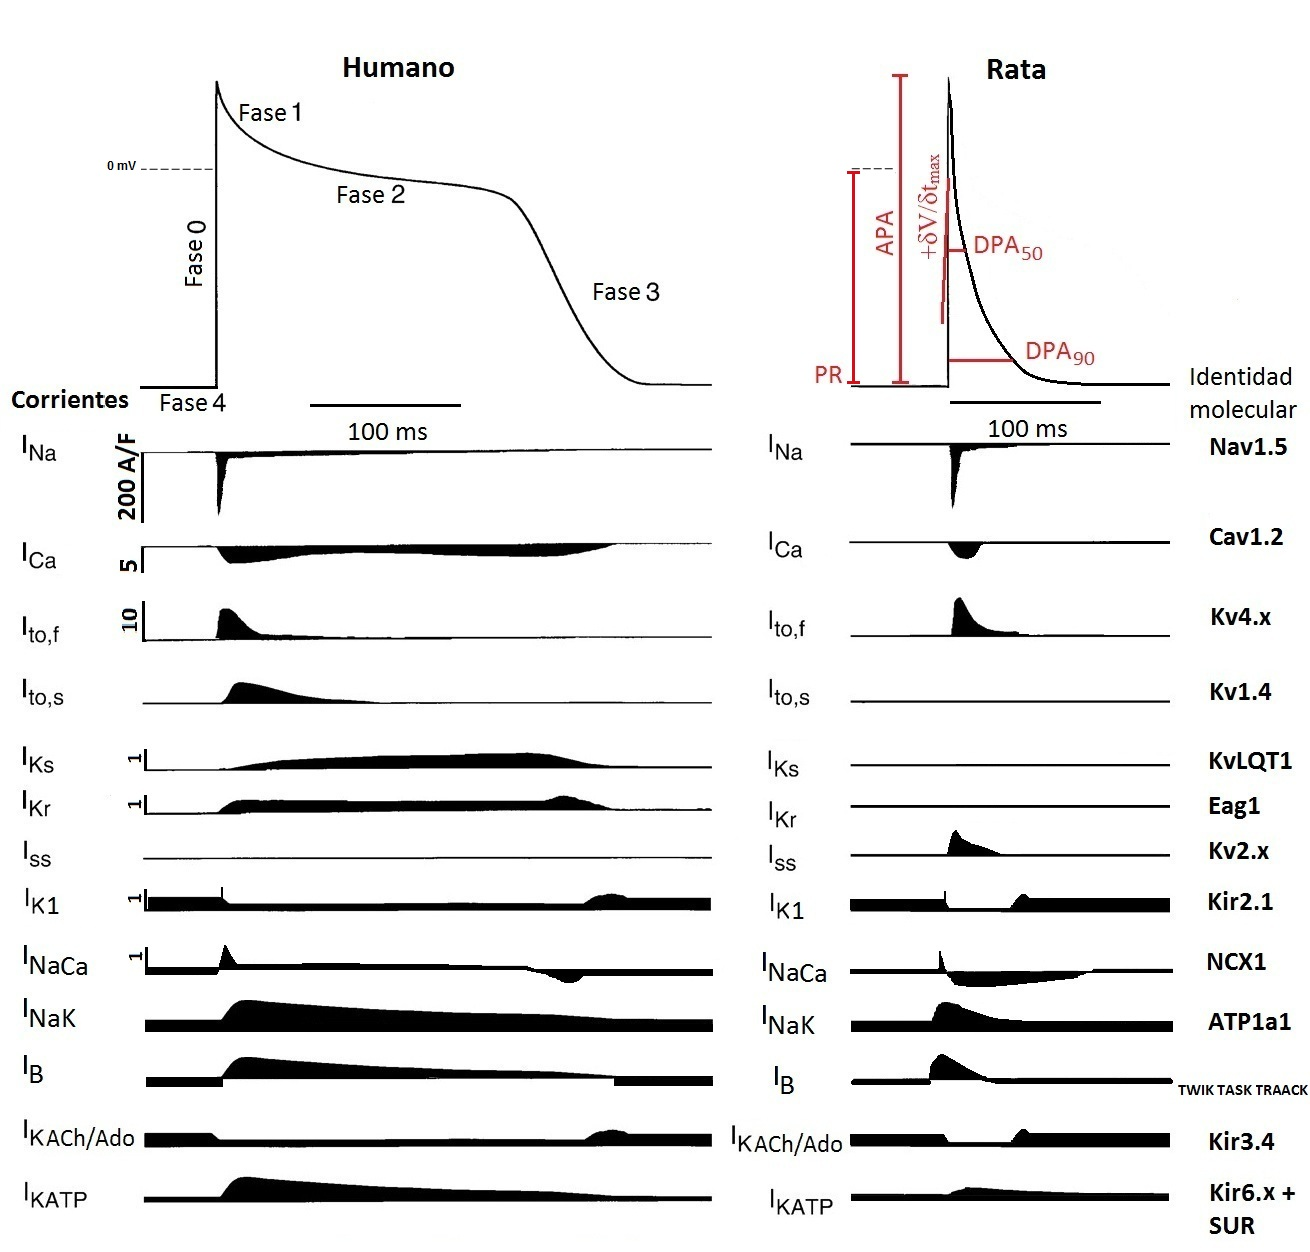 Humano
Rata
Fase 1
0 mV
Fase 2
Fase 0
Fase 3
Fase 4
100 ms
+δV/δtmax
APA
DPA50
DPA90
PR
100 ms
Corrientes
Identidad
molecular
INa
200 A/F
INa
Nav1.5
ICa
5
ICa
Cav1.2
Ito,f
10
Ito,f
Kv4.x
Ito,s
Ito,s
Kv1.4
IKs
1
IKs
KvLQT1
IKr
1
IKr
Eag1
Iss
Iss
Kv2.x
IK1
1
IK1
Kir2.1
INaCa
1
INaCa
NCX1
INaK
INaK
ATP1a1
IB
IB
TWIK TASK TRAACK
IKACh/Ado
IKACh/Ado
Kir3.4
IKATP
IKATP
Kir6.x +
SUR